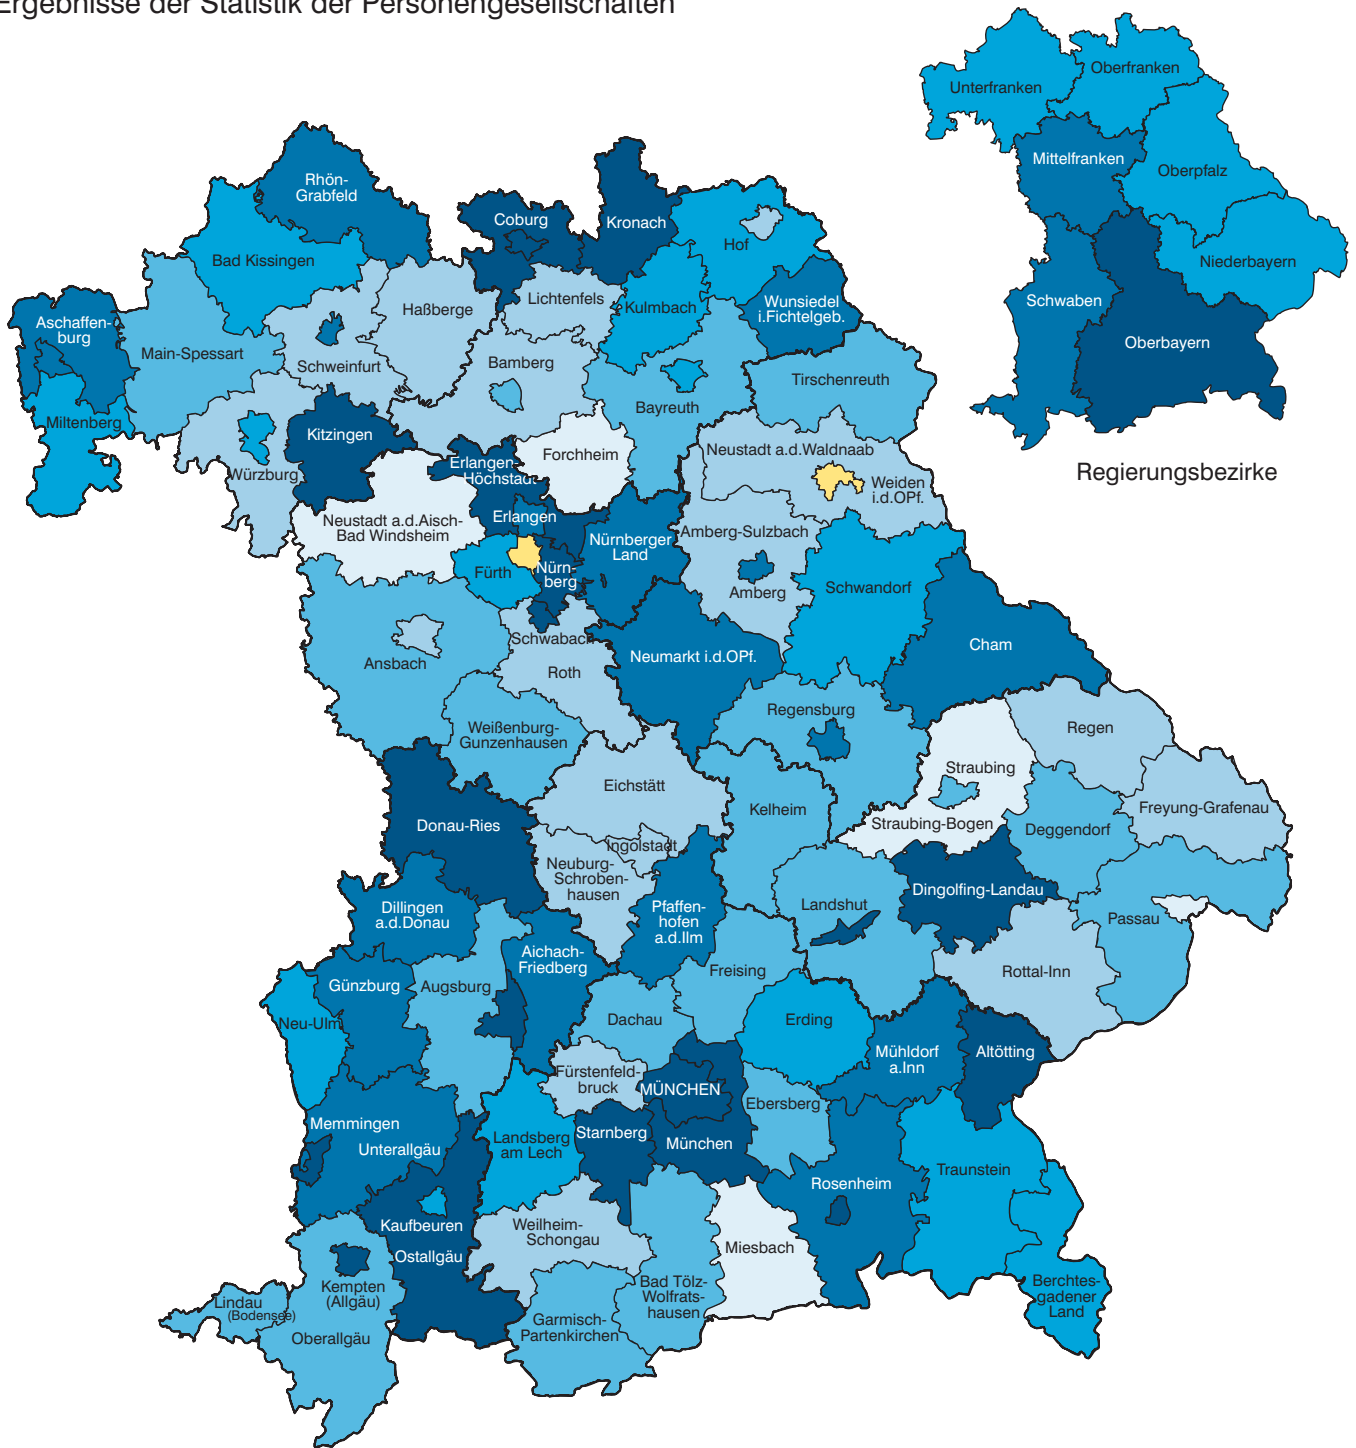 Ergebnisse der Statistik der Personengesellschaften
Unterfranken
Oberfranken
Mittelfranken
Oberpfalz
Niederbayern
Schwaben
Oberbayern
Regierungsbezirke
Rhön-
Grabfeld
Coburg
Kronach
Hof
Bad Kissingen
Haßberge
Lichtenfels
Kulmbach
Wunsiedel
i.Fichtelgeb.
Aschaffen-
burg
Main-Spessart
Schweinfurt
Bamberg
Bayreuth
Tirschenreuth
Miltenberg
Kitzingen
Würzburg
Forchheim
Erlangen-
Höchstadt
Neustadt a.d.Waldnaab
Weiden
i.d.OPf.
Neustadt a.d.Aisch-
Bad Windsheim
Erlangen
Nürnberger
Land
Amberg-Sulzbach
Amberg
Fürth
Nürn-
berg
Schwandorf
Cham
Schwabach
Roth
Ansbach
Neumarkt i.d.OPf.
Weißenburg-
Gunzenhausen
Regensburg
Regen
Straubing
Straubing-Bogen
Freyung-Grafenau
Deggendorf
Eichstätt
Kelheim
Donau-Ries
Ingolstadt
Neuburg-
Schroben-
hausen
Dingolfing-Landau
Landshut
Passau
Dillingen
a.d.Donau
Pfaffen-
hofen
a.d.Ilm
Aichach-
Friedberg
Rottal-Inn
Freising
Günzburg
Augsburg
Neu-Ulm
Dachau
Erding
Mühldorf
a.Inn
Altötting
Fürstenfeld-
bruck
MÜNCHEN
Ebersberg
Memmingen
Unterallgäu
Landsberg
am Lech
Starnberg
München
Rosenheim
Traunstein
Kaufbeuren
Ostallgäu
Weilheim-
Schongau
Miesbach
Bad Tölz-
Wolfrats-
hausen
Berchtes-
gadener
Land
Kempten
(Allgäu)
Lindau
(Bodensee)
Oberallgäu
Garmisch-
Partenkirchen